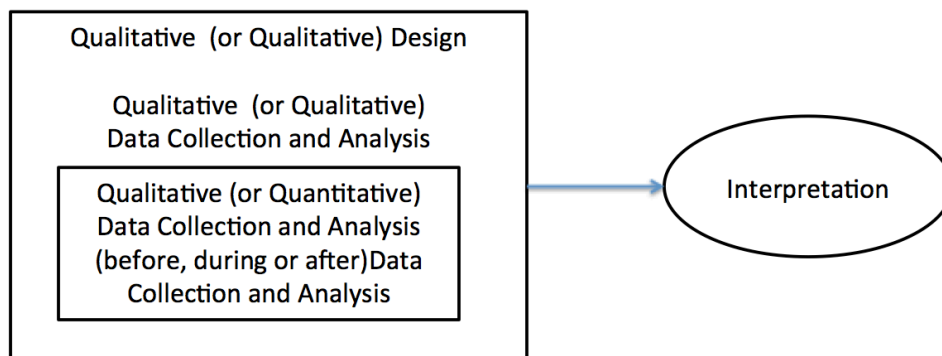 Qualitative (or Qualitative) Design
Qualitative (or Qualitative)
Data Collection and Analysis
Qualitative (or Quantitative)
Data Collection and Analysis
(before, during or after)Data
Collection and Analysis
Interpretation